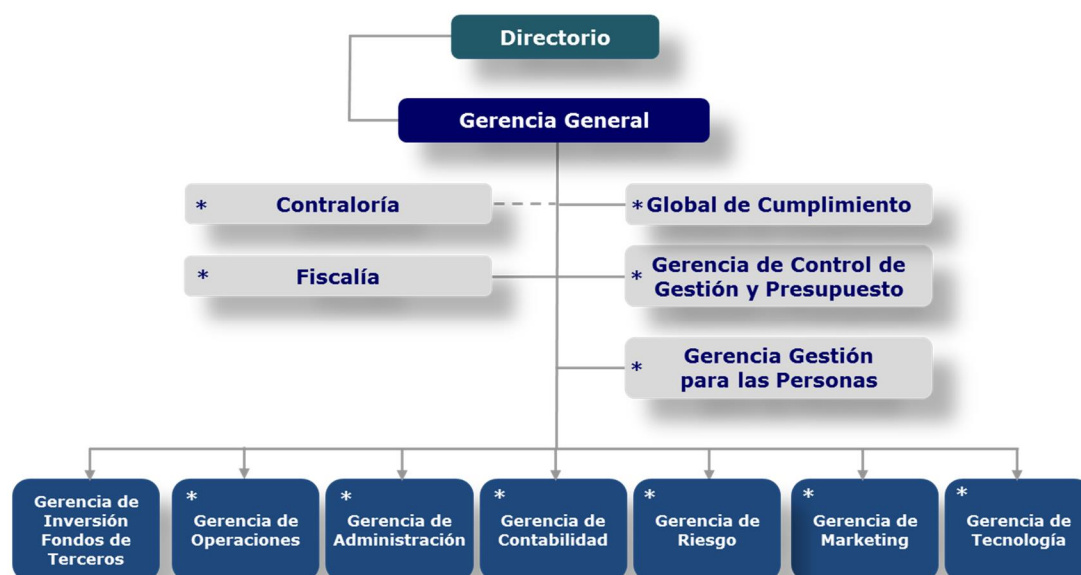 Directorio
Gerencia General
* Contraloría
* Global de Cumplimiento
* Fiscalía
* Gerencia de Control de
Gestión y Presupuesto
* Gerencia Gestión
para las Personas
Gerencia de
Inversión
Fondos de
Terceros
*
Gerencia de
Operaciones
*
Gerencia de
Administración
*
Gerencia de
Contabilidad
*
Gerencia de
Riesgo
*
Gerencia de
Marketing
*
Gerencia de
Tecnología